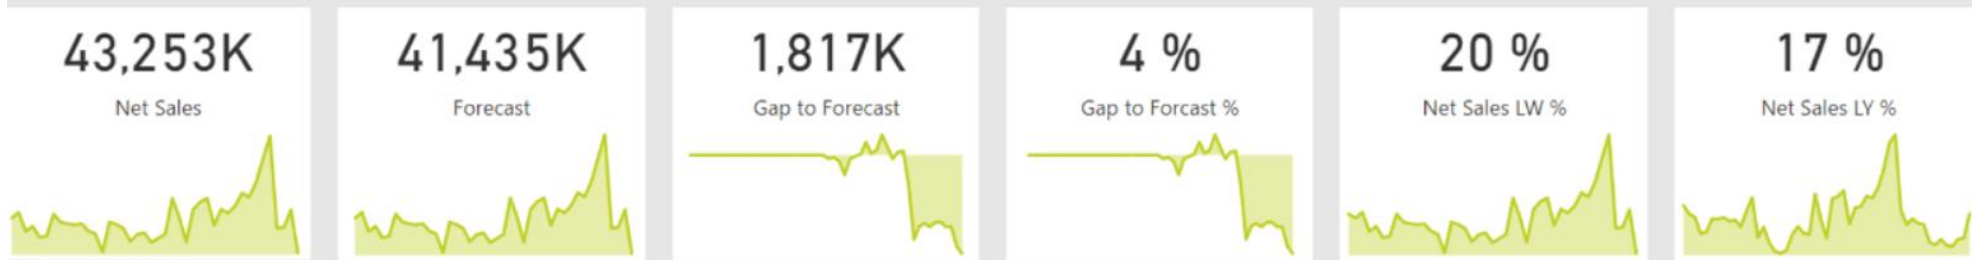 43,253K
Net Sales
41,435K
Forecast
1,817K
Gap to Forecast
4 %
Gap to Forcast %
20 %
Net Sales LW %
17 %
Net Sales LY %